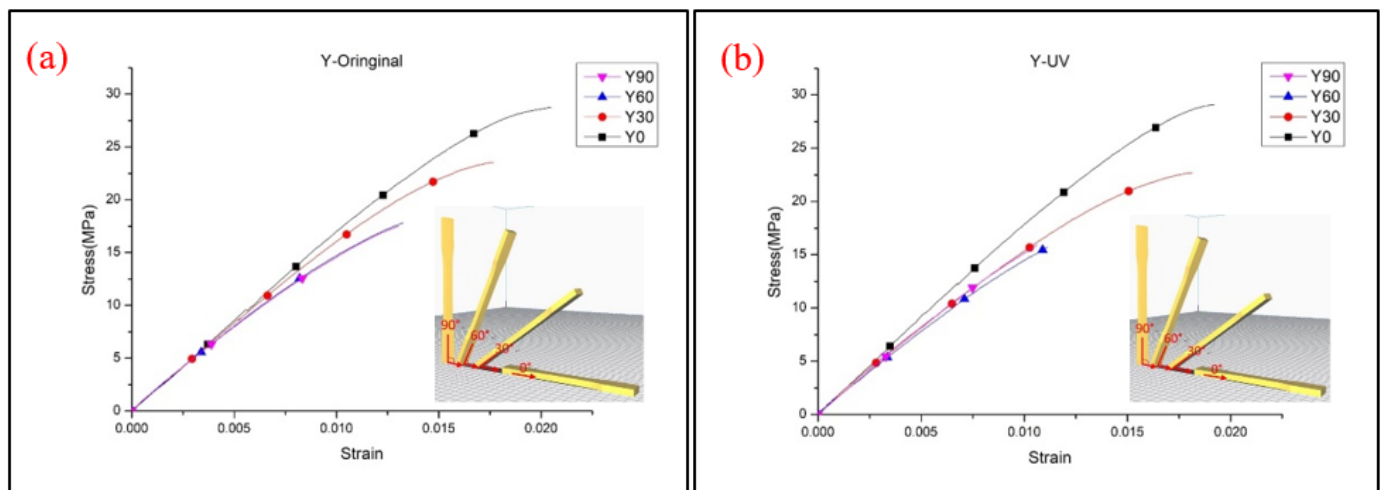 (a)
Y-Oringinal
Y90
Y60
Y30
Y0
30
25
20
15
10
5
0
Stress(MPa)
90°
60°
30°
0°
0.000
0.005
0.010
0.015
0.020
Strain
(b)
Y-UV
Y90
Y60
Y30
Y0
30
25
20
15
10
5
0
Stress(MPa)
90°
60°
30°
0°
0.000
0.005
0.010
0.015
0.020
Strain